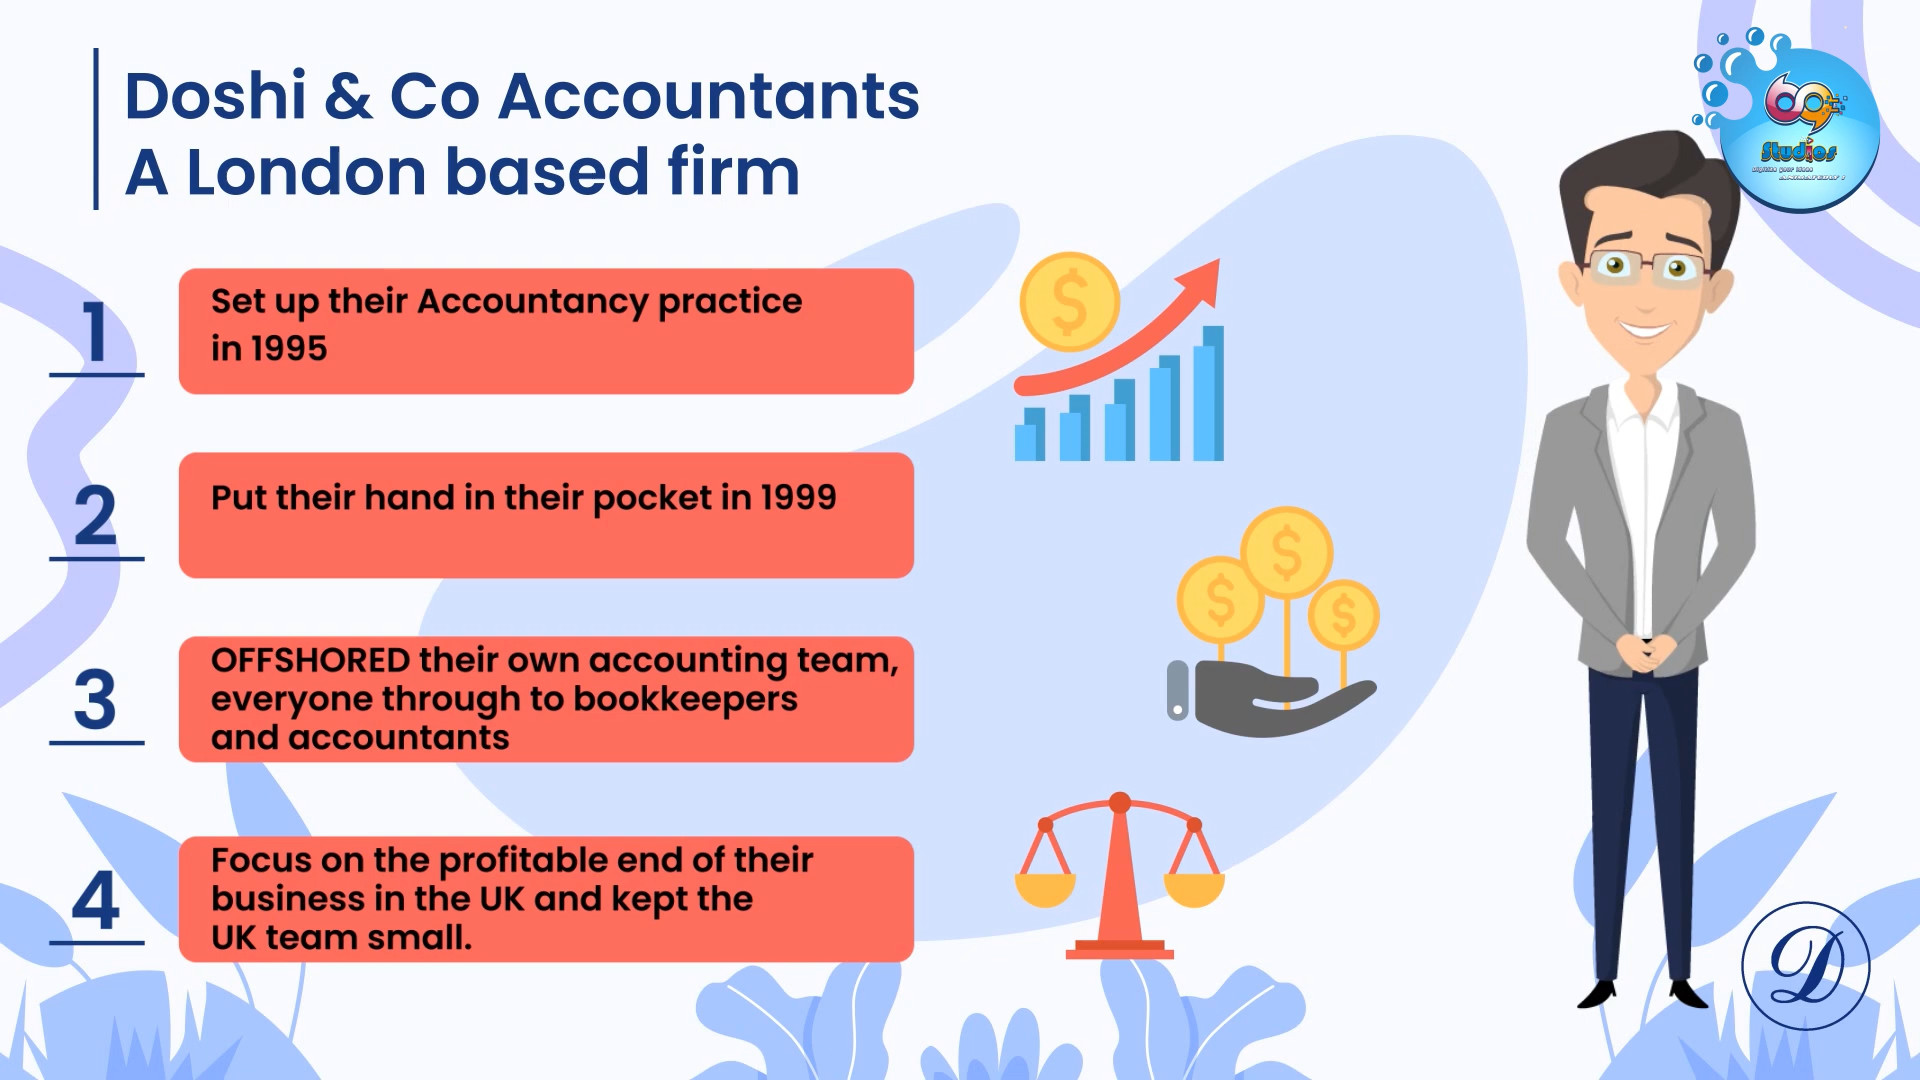 Doshi & Co Accountants
A London based firm
1
Set up their Accountancy practice
in 1995
2
Put their hand in their pocket in 1999
3
OFFSHORED their own accounting team,
everyone through to bookkeepers
and accountants
4
Focus on the profitable end of their
business in the UK and kept the
UK team small.
$
$
$
$
69
Studios
D